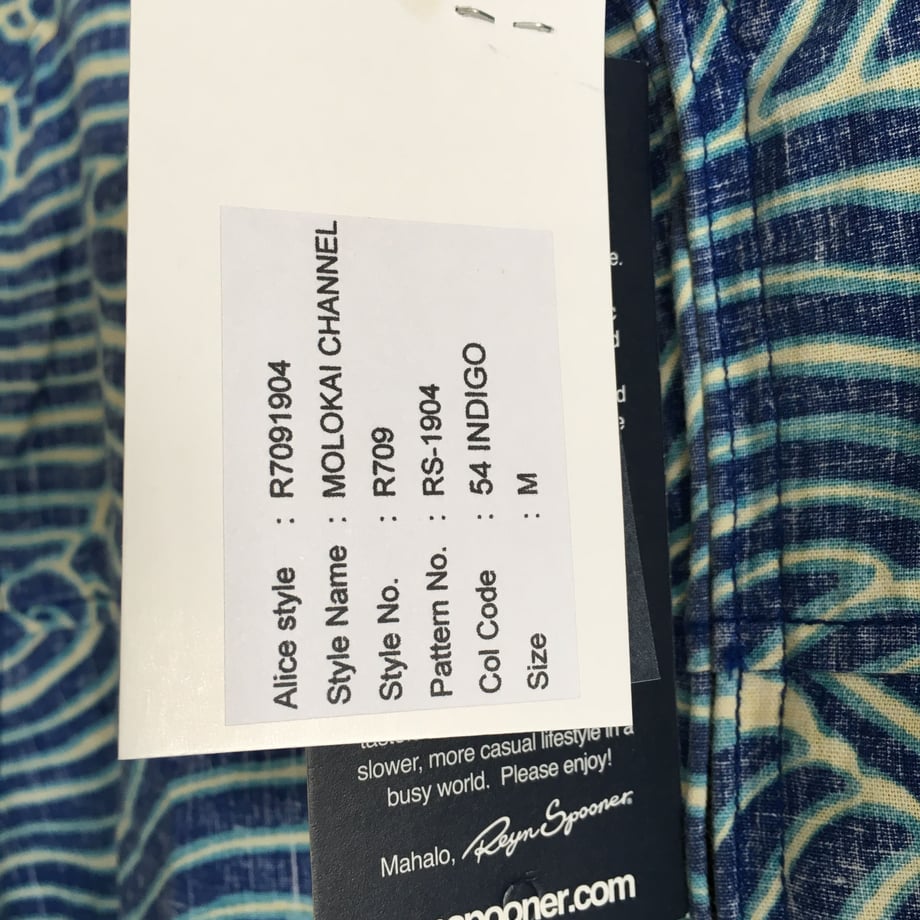 Alice style : R7091904
Style Name : MOLOKAI CHANNEL
Style No. : R709
Pattern No. : RS-1904
Col Code : 54 INDIGO
Size : M
slower, more casual lifestyle in a
busy world. Please enjoy!
Mahalo, Reyn Spooner.
spooner.com